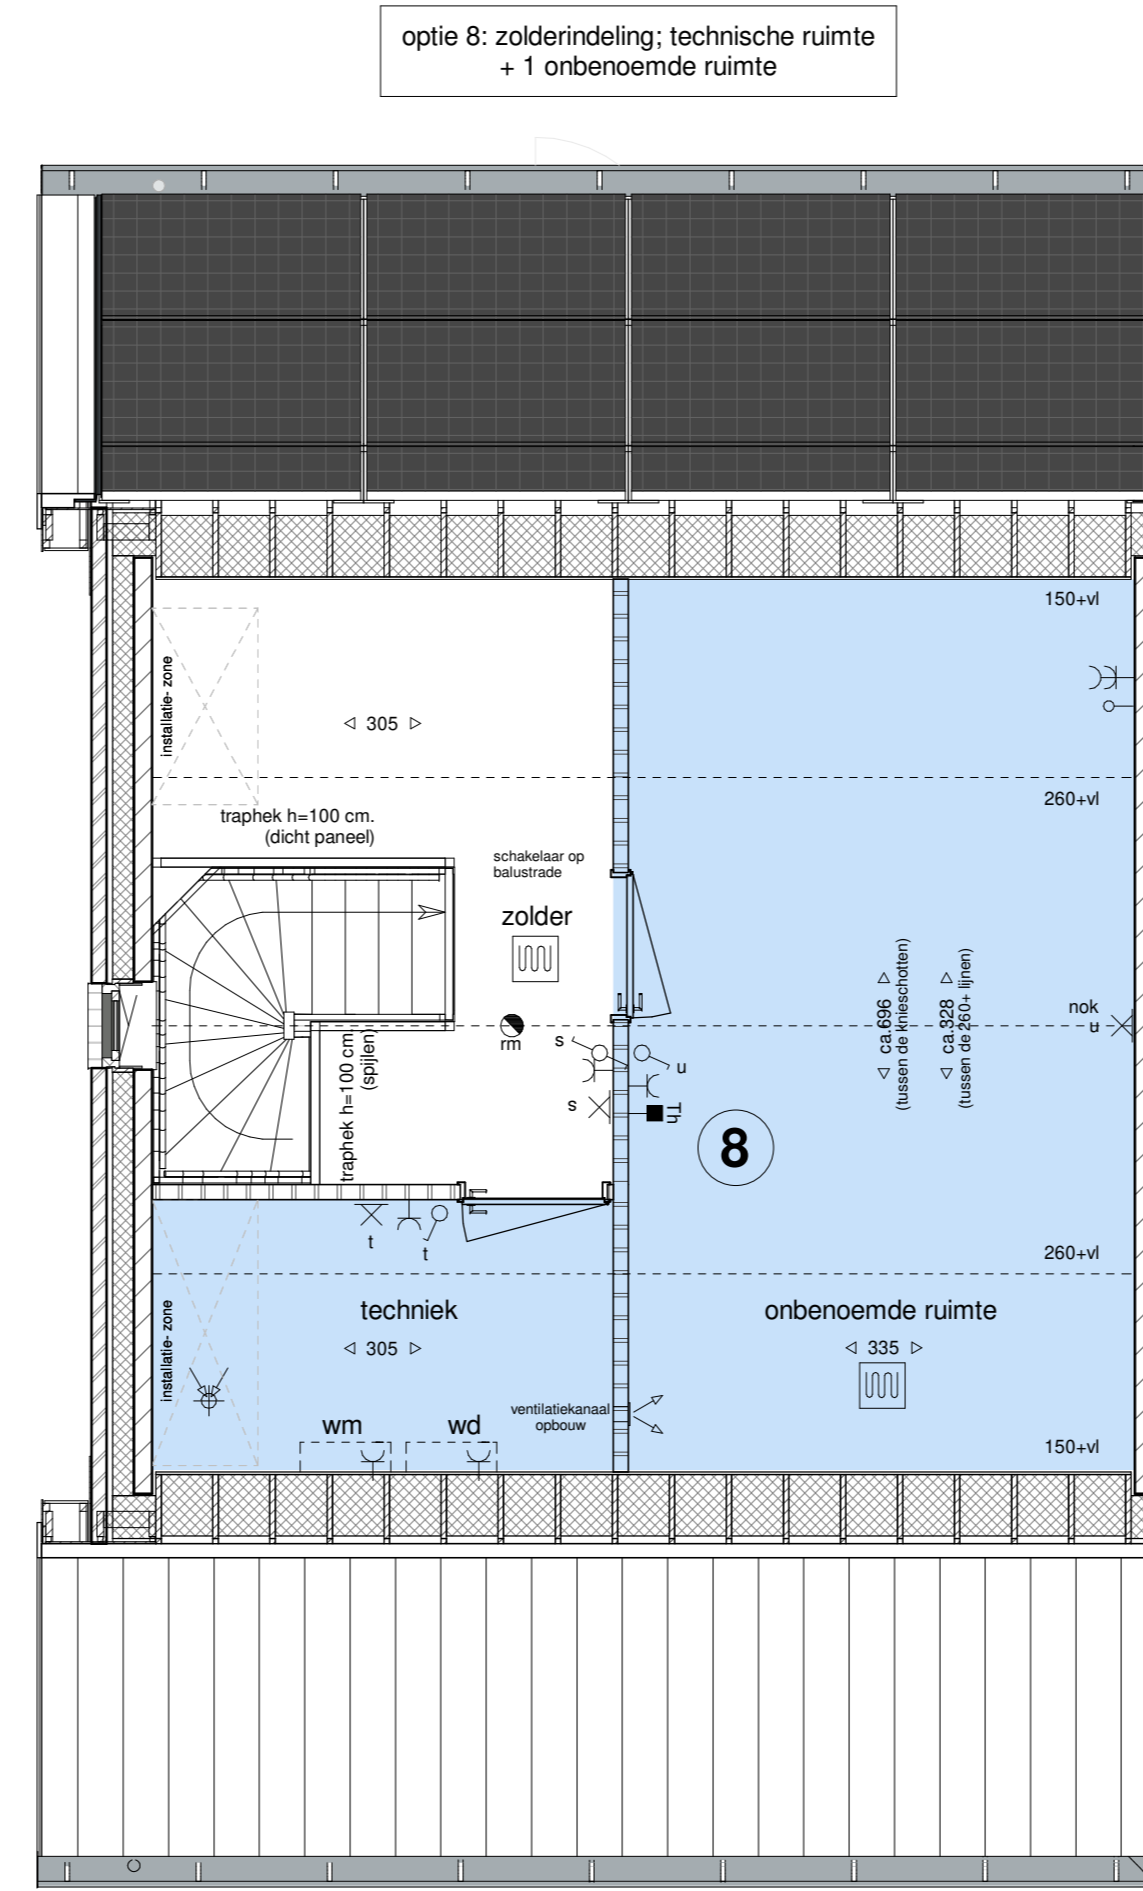 optie 8: zolderindeling; technische ruimte
+ 1 onbenoemde ruimte
150+vl
installatie- zone
305
260+vl
traphek h=100 cm.
(dicht paneel)
schakelaar op
balustrade
zolder
ca.696
(tussen de knieschotten)
ca.328
(tussen de 260+ lijnen)
nok
u
rm
s
u
traphek h=100 cm.
(spijlen)
s
Th
8
t
t
260+vl
installatie- zone
techniek
305
onbenoemde ruimte
335
ventilatiekanaal
opbouw
wm
wd
150+vl